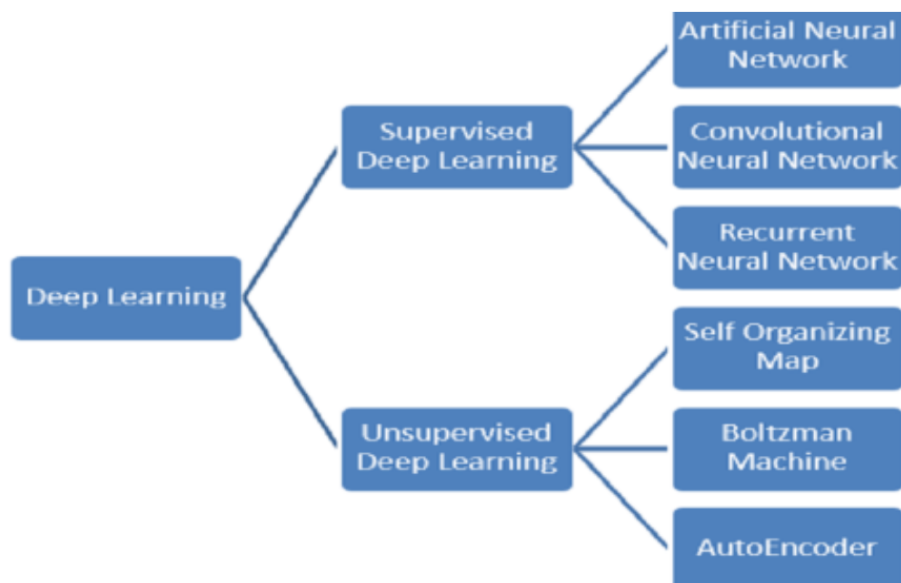 Deep Learning
Supervised
Deep Learning
Artificial Neural
Network
Convolutional
Neural Network
Recurrent
Neural Network
Unsupervised
Deep Learning
Self Organizing
Map
Boltzman
Machine
AutoEncoder